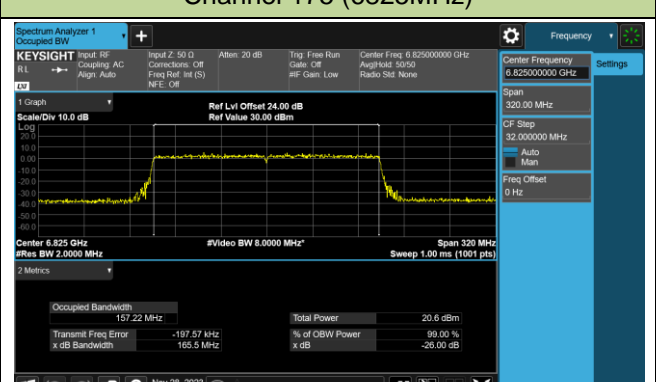 Channel 175 (6825MHz)
Spectrum Analyzer 1
Occupied BW
+
Frequency
KEYSIGHT
RL
LXI
Input: RF
Coupling: AC
Align: Auto
Input Z: 50 Ω
Corrections: Off
Freq Ref: Int (S)
NFE: Off
Atten: 20 dB
Trig: Free Run
Gate: Off
#IF Gain: Low
Center Freq: 6.825000000 GHz
Avg|Hold: 50/50
Radio Std: None
Center Frequency
6.825000000 GHz
Settings
Span
320.00 MHz
CF Step
32.000000 MHz
Auto
Man
Freq Offset
0 Hz
1 Graph
Scale/Div 10.0 dB
Ref Lvl Offset 24.00 dB
Ref Value 30.00 dBm
Log
20.0
10.0
0.00
-10.0
-20.0
-30.0
-40.0
-50.0
-60.0
Center 6.825 GHz
#Video BW 8.0000 MHz*
Span 320 MHz
#Res BW 2.0000 MHz
Sweep 1.00 ms (1001 pts)
2 Metrics
Occupied Bandwidth
157.22 MHz
Total Power
20.6 dBm
Transmit Freq Error
-197.57 kHz
% of OBW Power
99.00 %
x dB Bandwidth
165.5 MHz
x dB
-26.00 dB